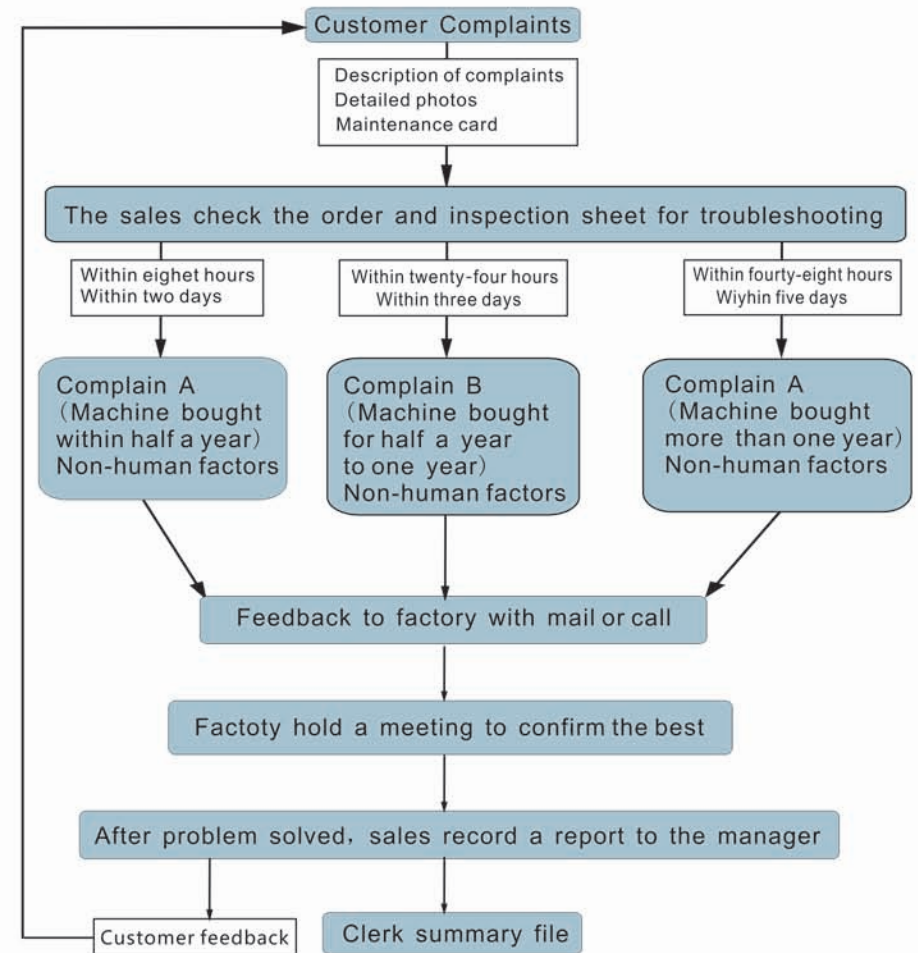 Customer Complaints
Description of complaints
Detailed photos
Maintenance card
The sales check the order and inspection sheet for troubleshooting
Within eighet hours
Within two days
Within twenty-four hours
Within three days
Within fourty-eight hours
Wiyhin five days
Complain A
(Machine bought
within half a year)
Non-human factors
Complain B
(Machine bought
for half a year
to one year)
Non-human factors
Complain A
(Machine bought
more than one year)
Non-human factors
Feedback to factory with mail or call
Factoty hold a meeting to confirm the best
After problem solved, sales record a report to the manager
Customer feedback
Clerk summary file